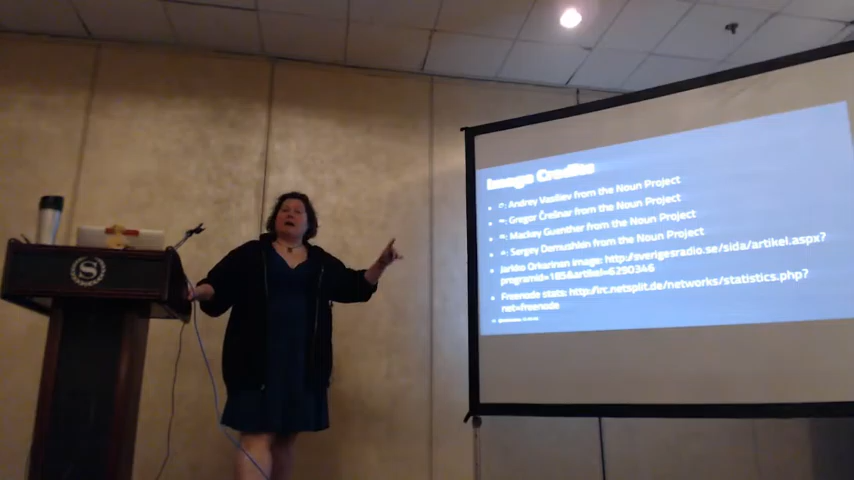 Image Credits
: Andrey Vasiliev from the Noun Project
: Gregor Črešnar from the Noun Project
: Mackey Guenther from the Noun Project
: Sergey Demushkin from the Noun Project
Jarkko Orkarinan image: http://sverigesradio.se/sida/artikel.aspx?
programid=185&artikel=6290346
Freenode stats: http://irc.netsplit.de/networks/statistics.php?
net=freenode
S